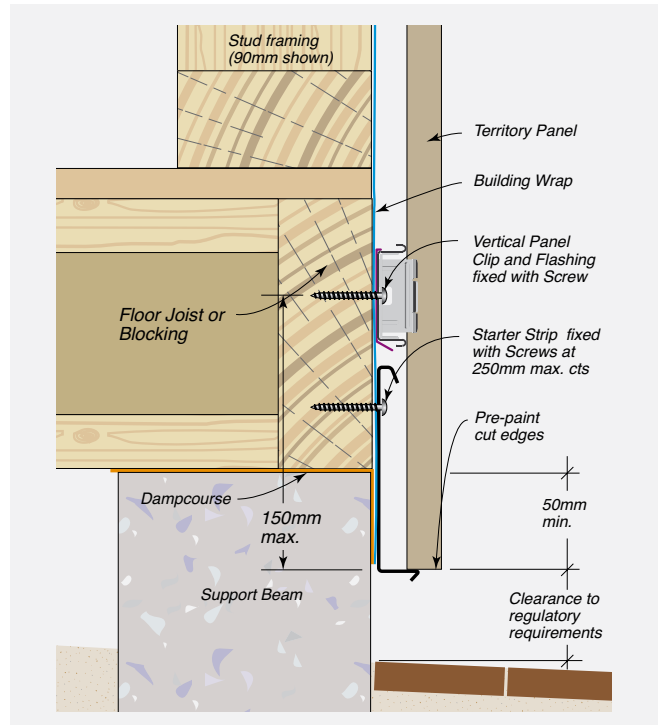 Stud framing
(90mm shown)
Territory Panel
Building Wrap
Vertical Panel
Clip and Flashing
fixed with Screw
Floor Joist or
Blocking
Starter Strip fixed
with Screws at
250mm max. cts
Pre-paint
cut edges
Dampcourse
150mm
max.
50mm
min.
Support Beam
Clearance to
regulatory
requirements